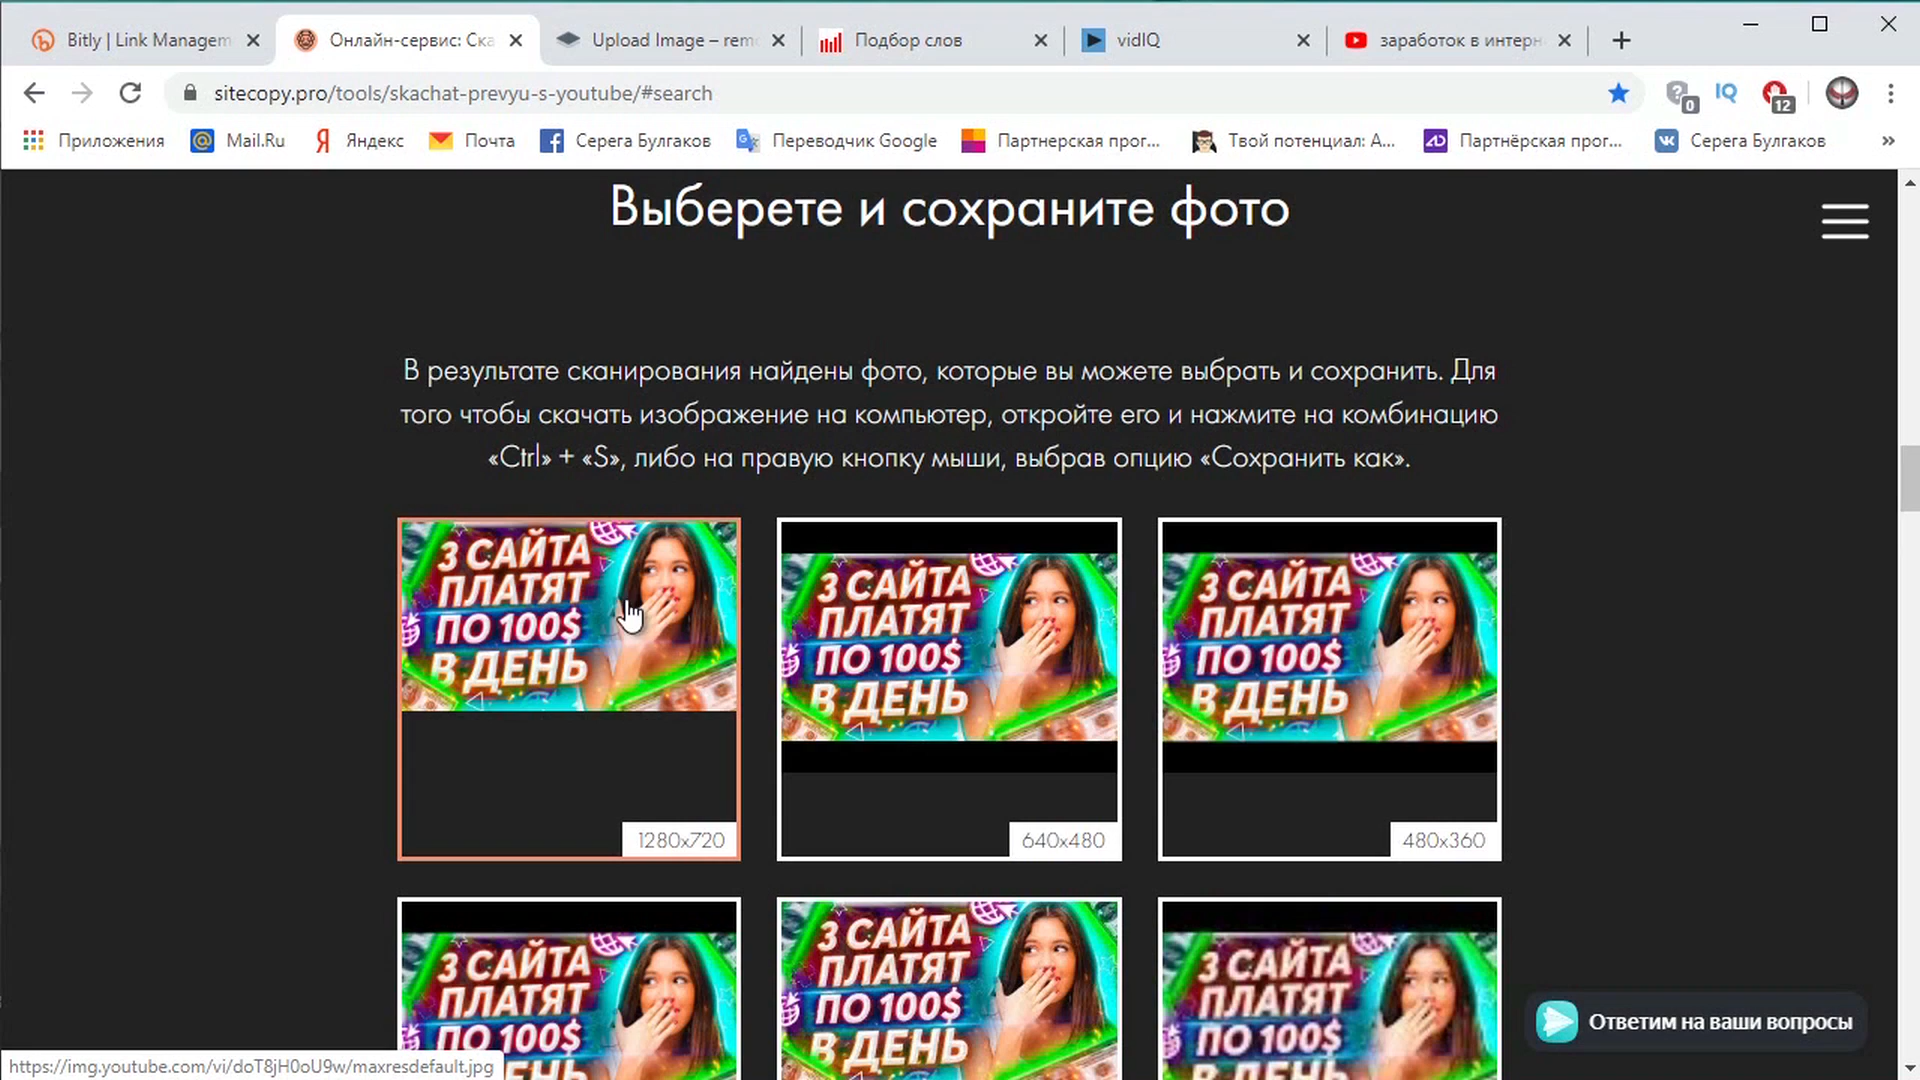 Bitly | Link Managem
Онлайн-сервис: Ска
Upload Image – rem
Подбор слов
vidIQ
заработок в интерн
sitecopy.pro/tools/skachat-prevyu-s-youtube/#search
0
IQ
12
Приложения
Mail.Ru
Яндекс
Почта
Серега Булгаков
Переводчик Google
Партнерская прог...
Твой потенциал: А...
Партнёрская прог...
Серега Булгаков
»
Выберете и сохраните фото
В результате сканирования найдены фото, которые вы можете выбрать и сохранить. Для
того чтобы скачать изображение на компьютер, откройте его и нажмите на комбинацию
«Ctrl» + «S», либо на правую кнопку мыши, выбрав опцию «Сохранить как».
3 САЙТА
ПЛАТЯТ
ПО 100$
В ДЕНЬ
1280x720
3 САЙТА
ПЛАТЯТ
ПО 100$
В ДЕНЬ
640x480
3 САЙТА
ПЛАТЯТ
ПО 100$
В ДЕНЬ
480x360
3 САЙТА
ПЛАТЯТ
ПО 100$
3 САЙТА
ПЛАТЯТ
ПО 100$
В ДЕНЬ
3 САЙТА
ПЛАТЯТ
ПО 100$
Ответим на ваши вопросы
https://img.youtube.com/vi/doT8jH0oU9w/maxresdefault.jpg